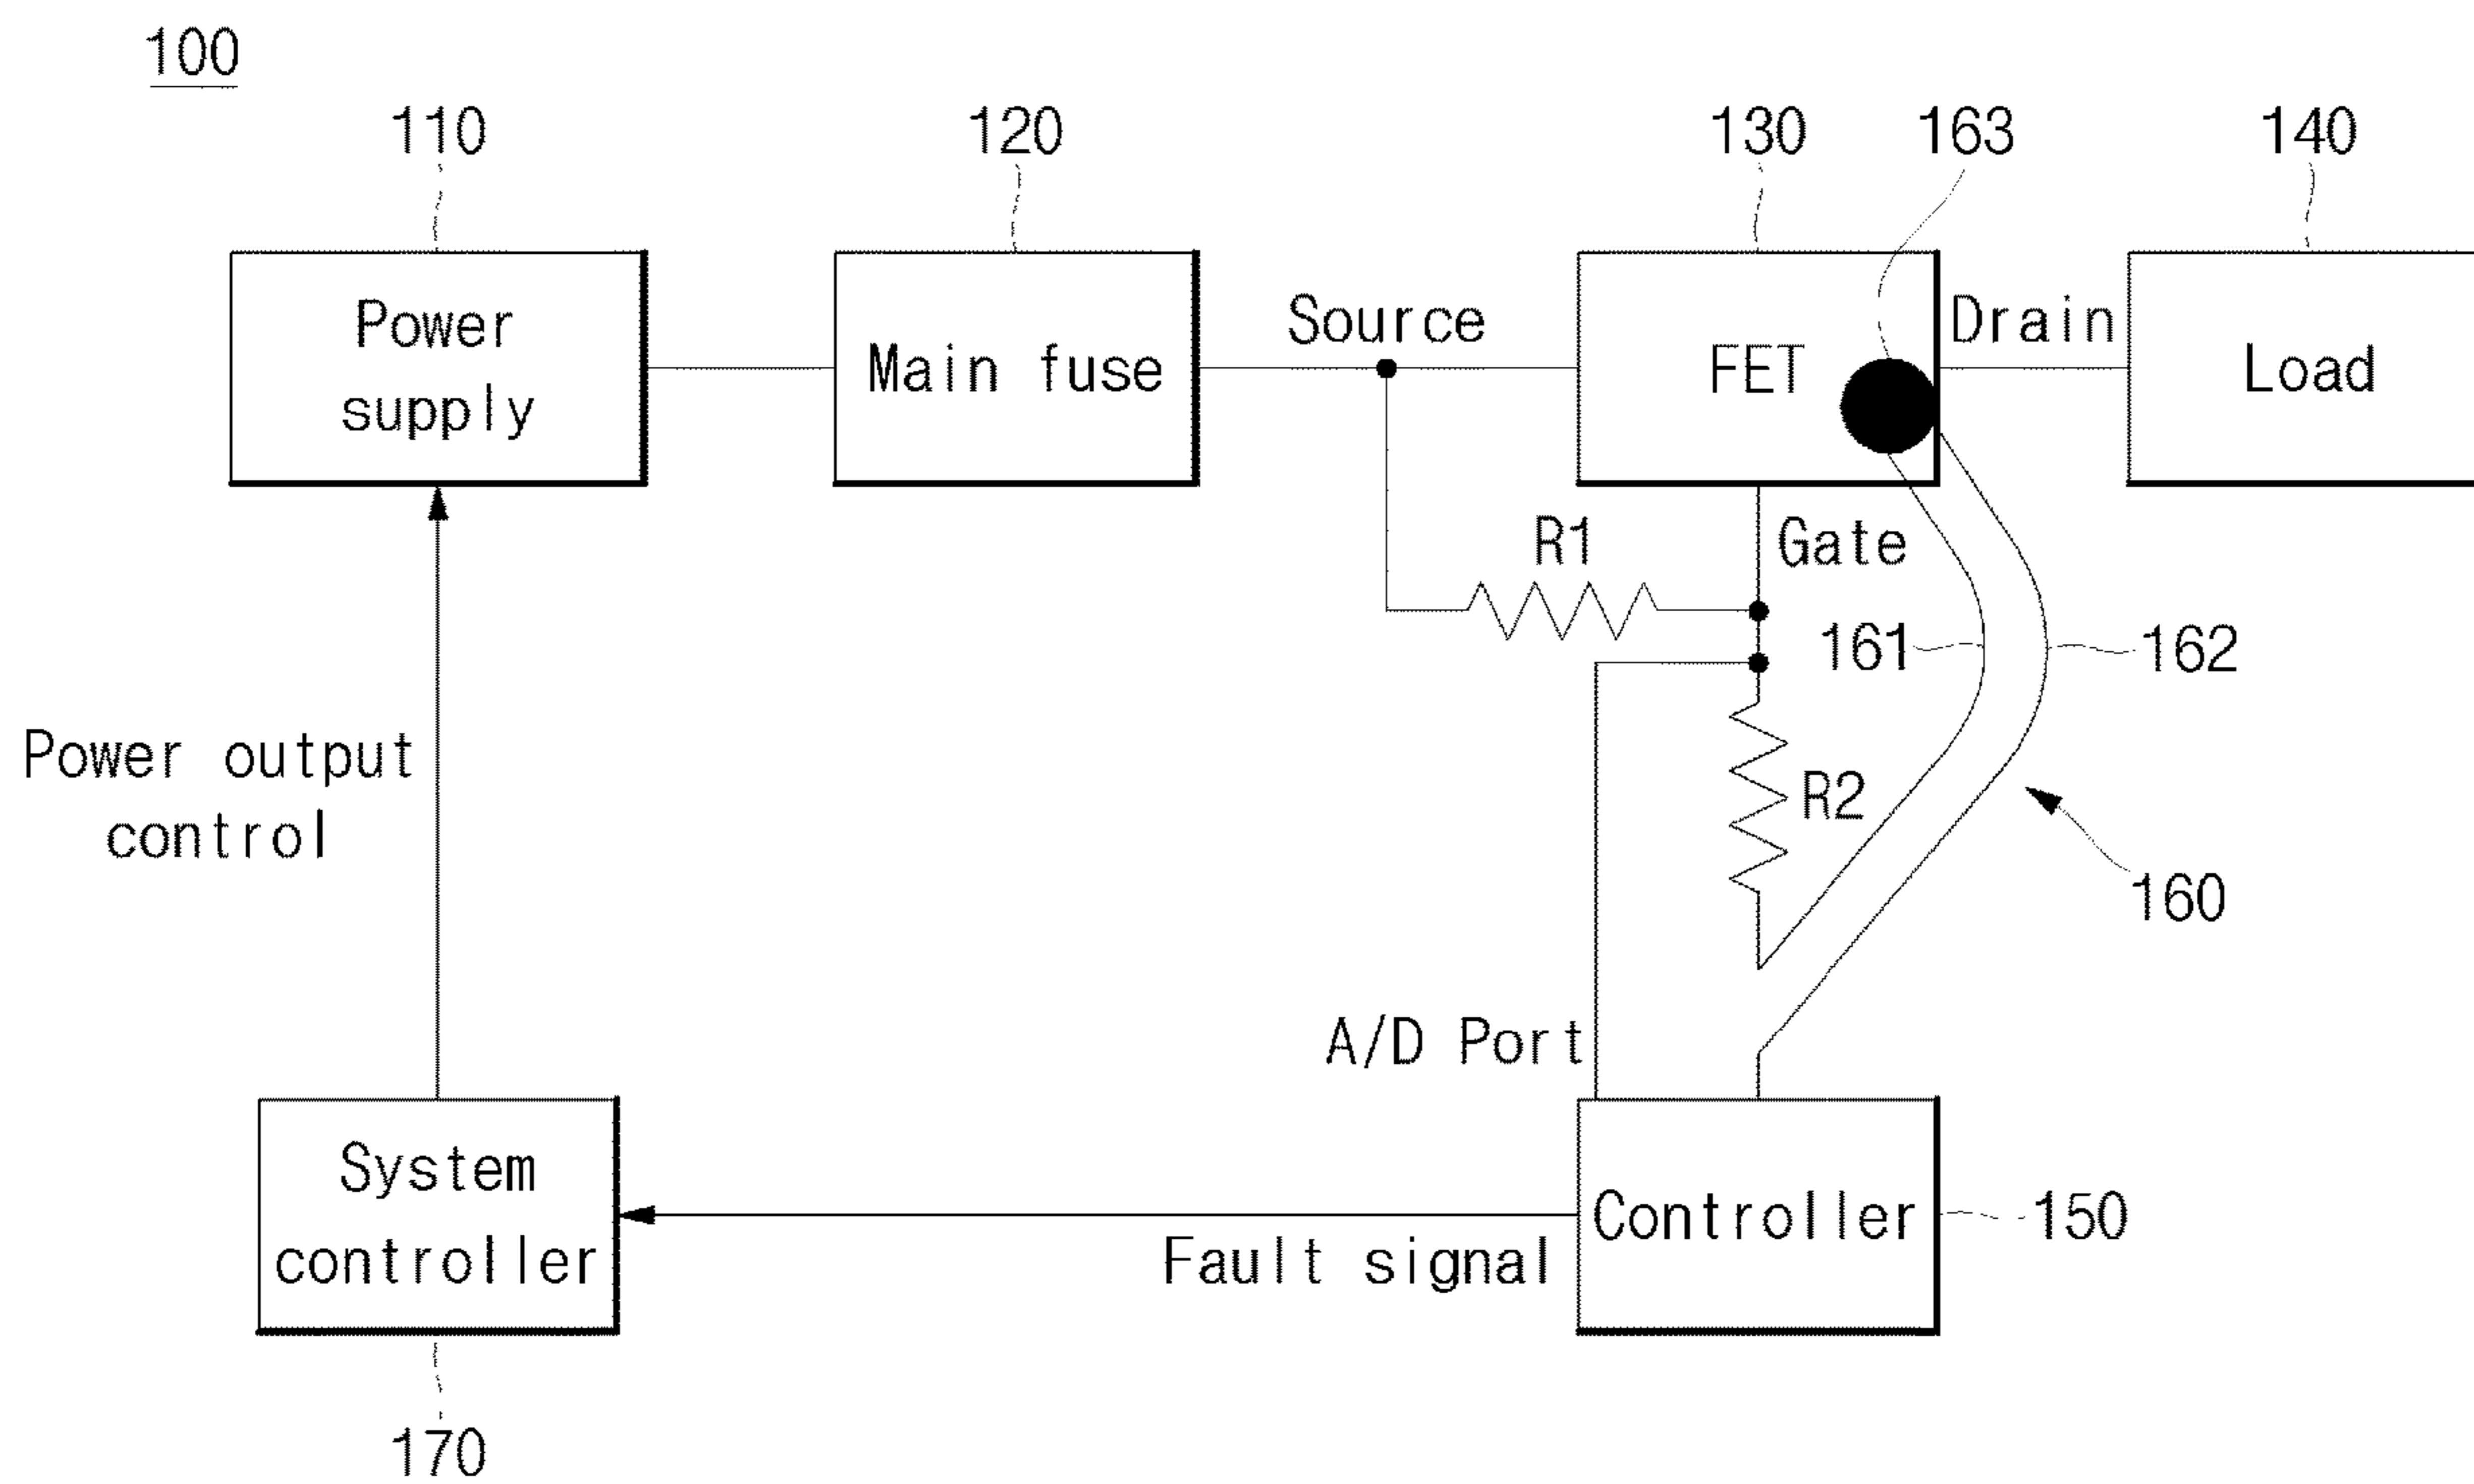 100
110
120
130
163
140
Power
supply
Main fuse
Source
FET
Drain
Load
R1
Gate
161
162
Power output
control
R2
160
A/D Port
System
controller
Fault signal
Controller
150
170